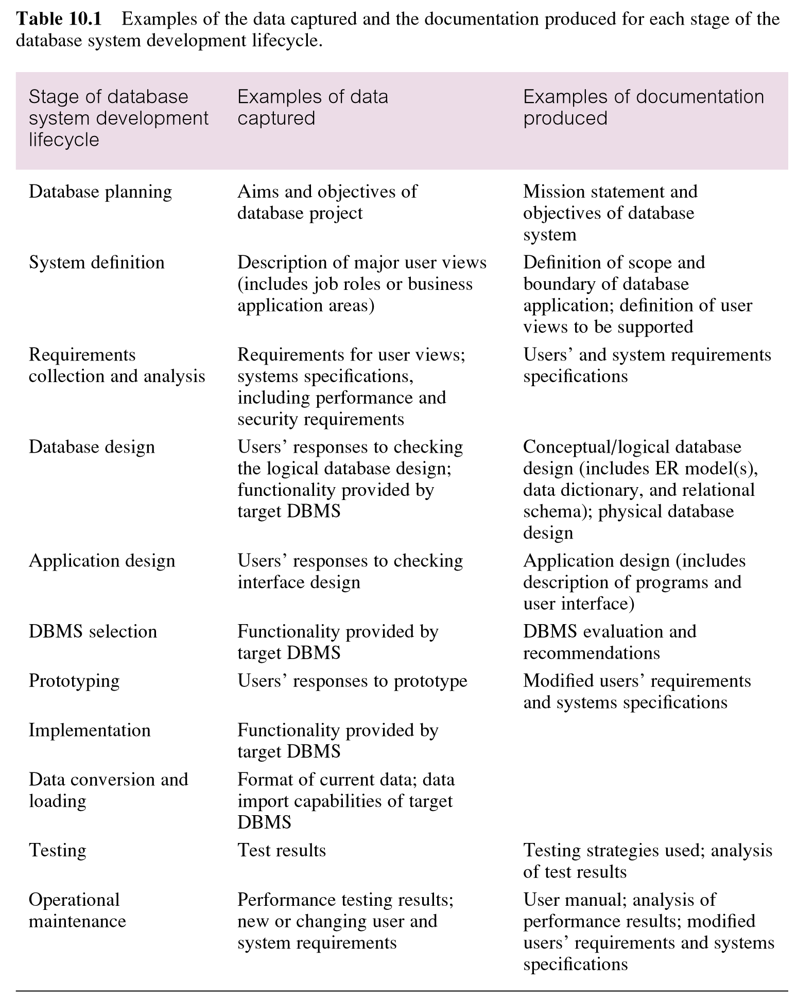 Table 10.1 Examples of the data captured and the documentation produced for each stage of the
database system development lifecycle.
Stage of database
system development
lifecycle
Examples of data
captured
Examples of documentation
produced
Database planning
Aims and objectives of
database project
Mission statement and
objectives of database
system
System definition
Description of major user views
(includes job roles or business
application areas)
Definition of scope and
boundary of database
application; definition of user
views to be supported
Requirements
collection and analysis
Requirements for user views;
systems specifications,
including performance and
security requirements
Users’ and system requirements
specifications
Database design
Users’ responses to checking
the logical database design;
functionality provided by
target DBMS
Conceptual/logical database
design (includes ER model(s),
data dictionary, and relational
schema); physical database
design
Application design
Users’ responses to checking
interface design
Application design (includes
description of programs and
user interface)
DBMS selection
Functionality provided by
target DBMS
DBMS evaluation and
recommendations
Prototyping
Users’ responses to prototype
Modified users’ requirements
and systems specifications
Implementation
Functionality provided by
target DBMS
Data conversion and
loading
Format of current data; data
import capabilities of target
DBMS
Testing
Test results
Testing strategies used; analysis
of test results
Operational
maintenance
Performance testing results;
new or changing user and
system requirements
User manual; analysis of
performance results; modified
users’ requirements and systems
specifications